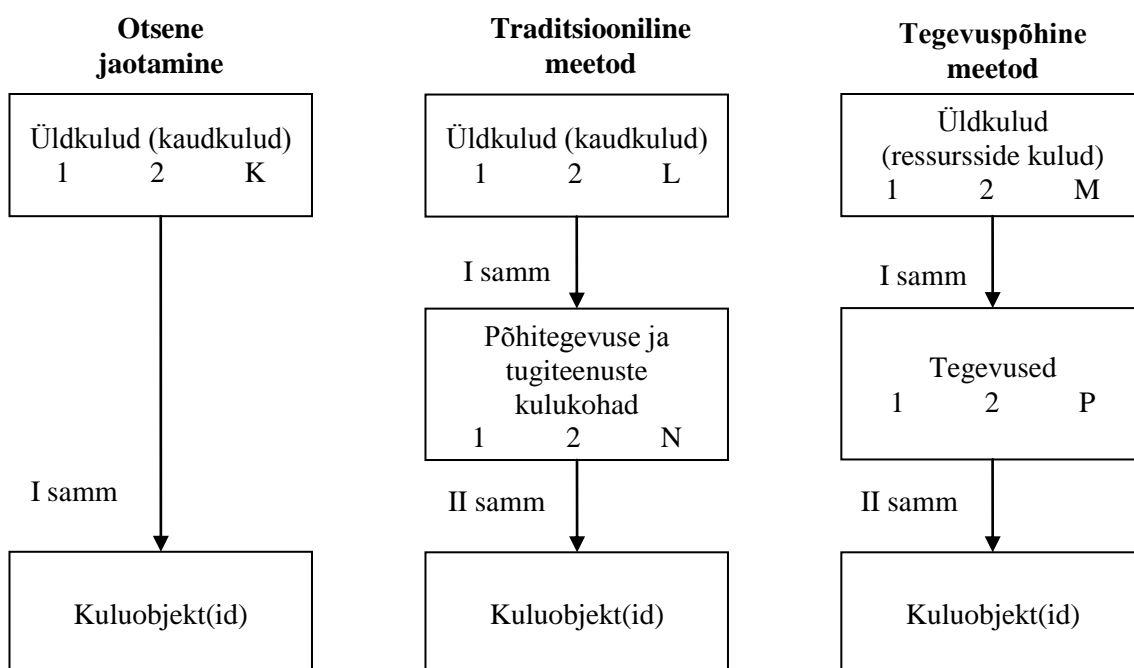 Otsene
jaotamine
Üldkulud (kaudkulud)
1 2 K
I samm
Kuluobjekt(id)
Traditsiooniline
meetod
Üldkulud (kaudkulud)
1 2 L
I samm
Põhitegevuse ja
tugiteenuste
kulukohad
1 2 N
II samm
Kuluobjekt(id)
Tegevuspõhine
meetod
Üldkulud
(ressursside kulud)
1 2 M
I samm
Tegevused
1 2 P
II samm
Kuluobjekt(id)